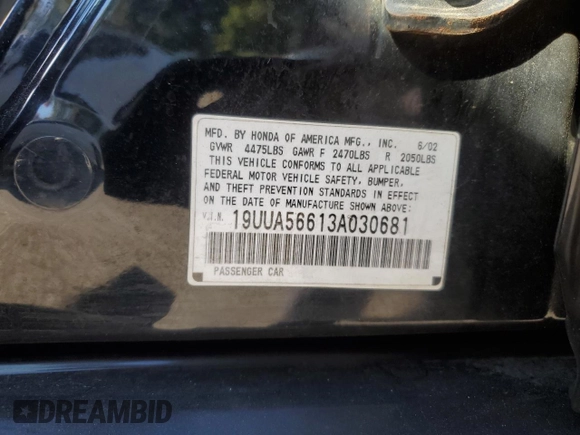 MFD. BY HONDA OF AMERICA MFG., INC. 6/02
GVWR 4475LBS GAWR F 2470LBS R 2050LBS
THIS VEHICLE CONFORMS TO ALL APPLICABLE
FEDERAL MOTOR VEHICLE SAFETY, BUMPER,
AND THEFT PREVENTION STANDARDS IN EFFECT
ON THE DATE OF MANUFACTURE SHOWN ABOVE.
V.I.N. 19UUA56613A030681
PASSENGER CAR
DREAMBID